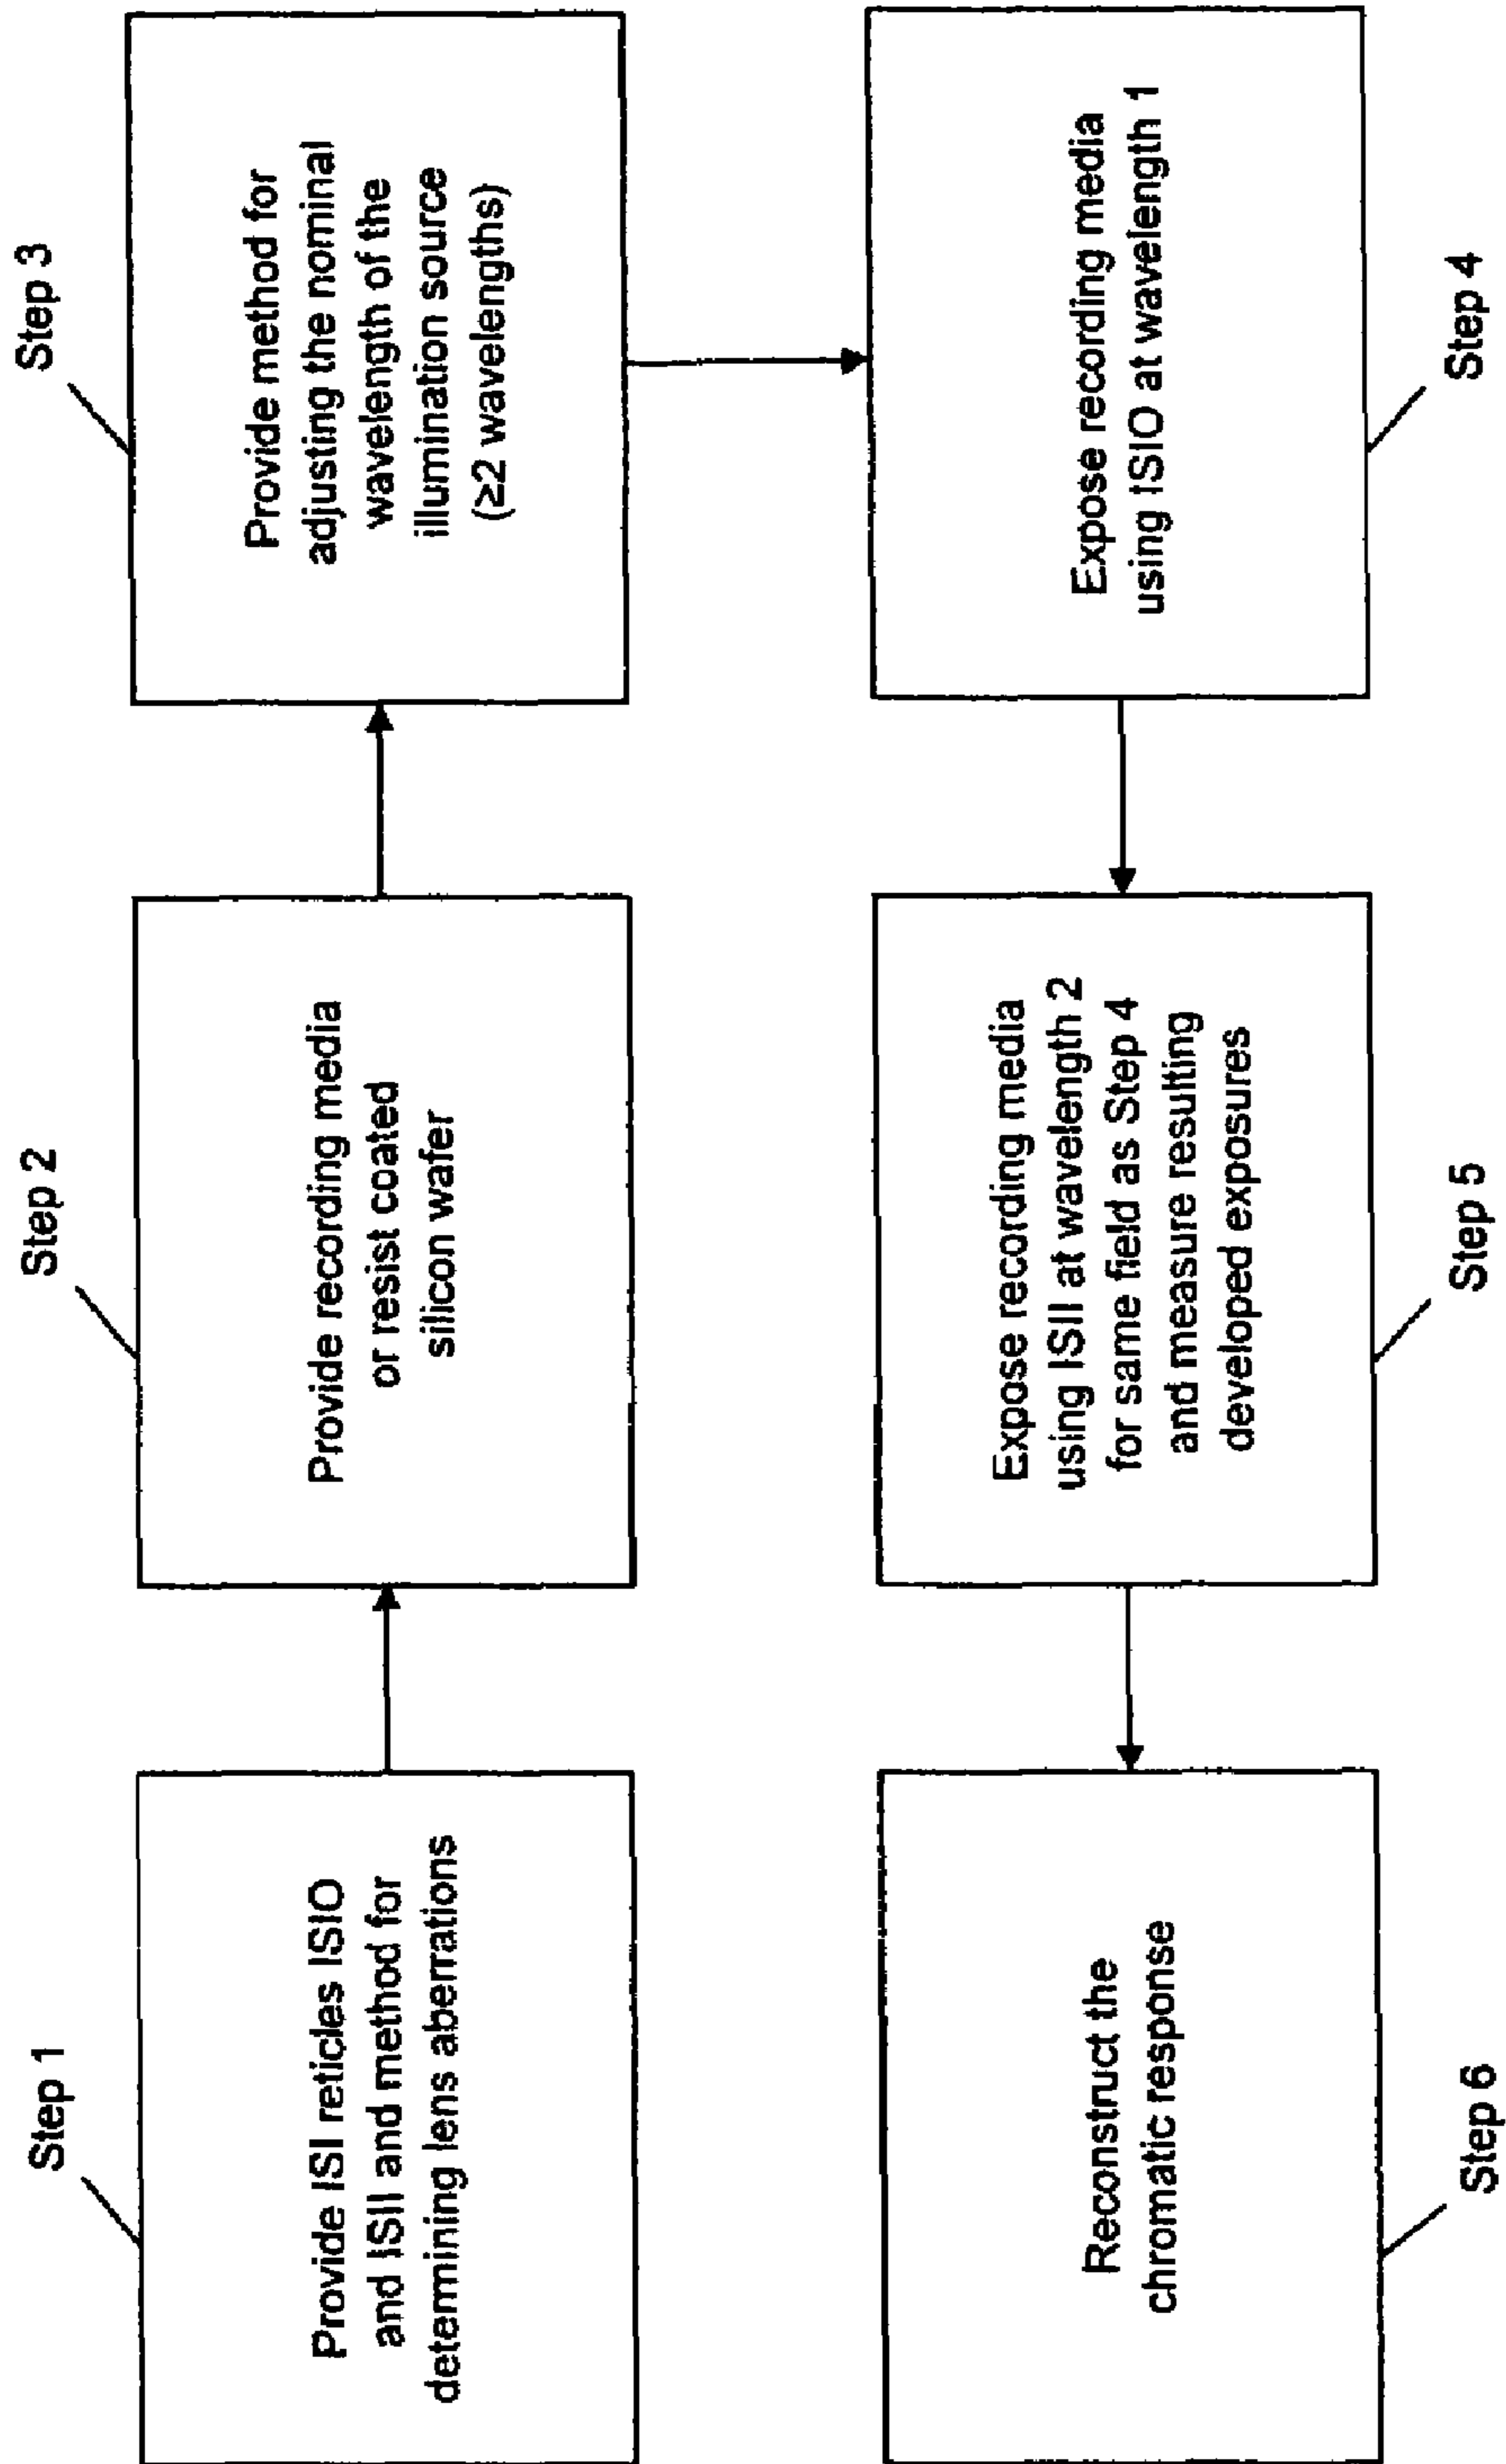 Step 1
Provide ISI reticles ISIO
and ISII and method for
determining lens aberrations
Step 2
Provide recording media
or resist coated
silicon wafer
Step 3
Provide method for
adjusting the nominal
wavelength of the
illumination source
(≥2 wavelengths)
Expose recording media
using ISIO at wavelength 1
Step 4
Expose recording media
using ISII at wavelength 2
for same field as Step 4
and measure resulting
developed exposures
Step 5
Reconstruct the
chromatic response
Step 6